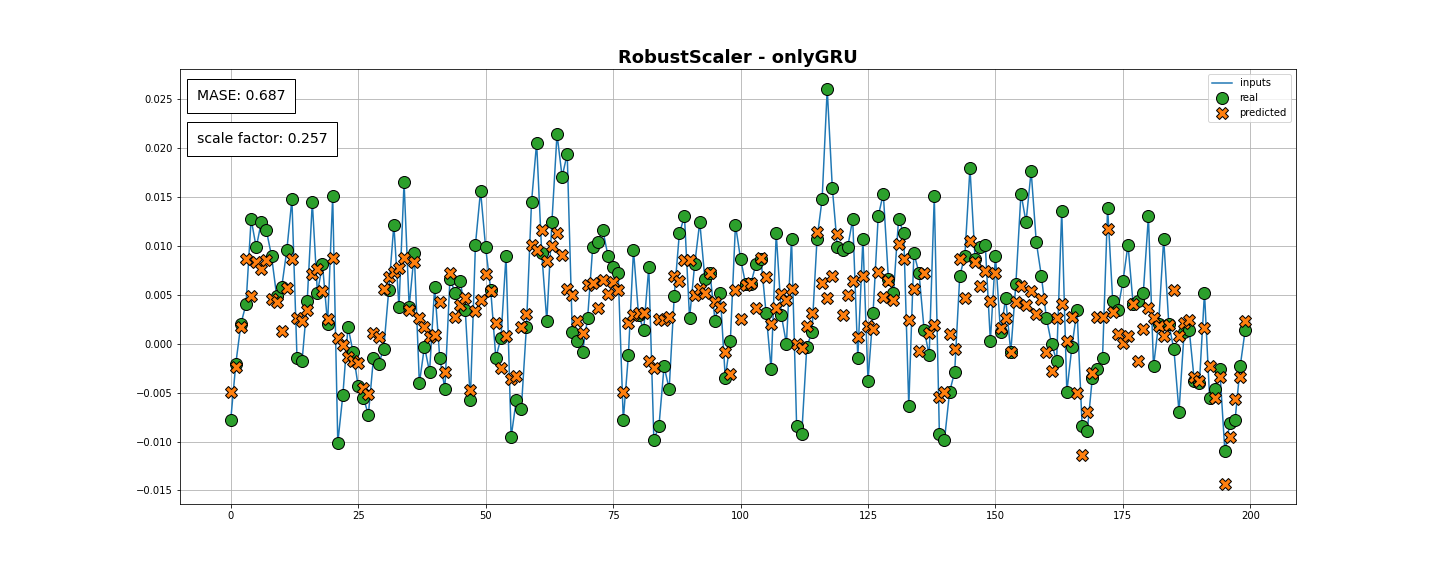 RobustScaler - onlyGRU
MASE: 0.687
scale factor: 0.257
inputs
real
predicted
0.025
0.020
0.015
0.010
0.005
0.000
−0.005
−0.010
−0.015
0 25 50 75 100 125 150 175 200